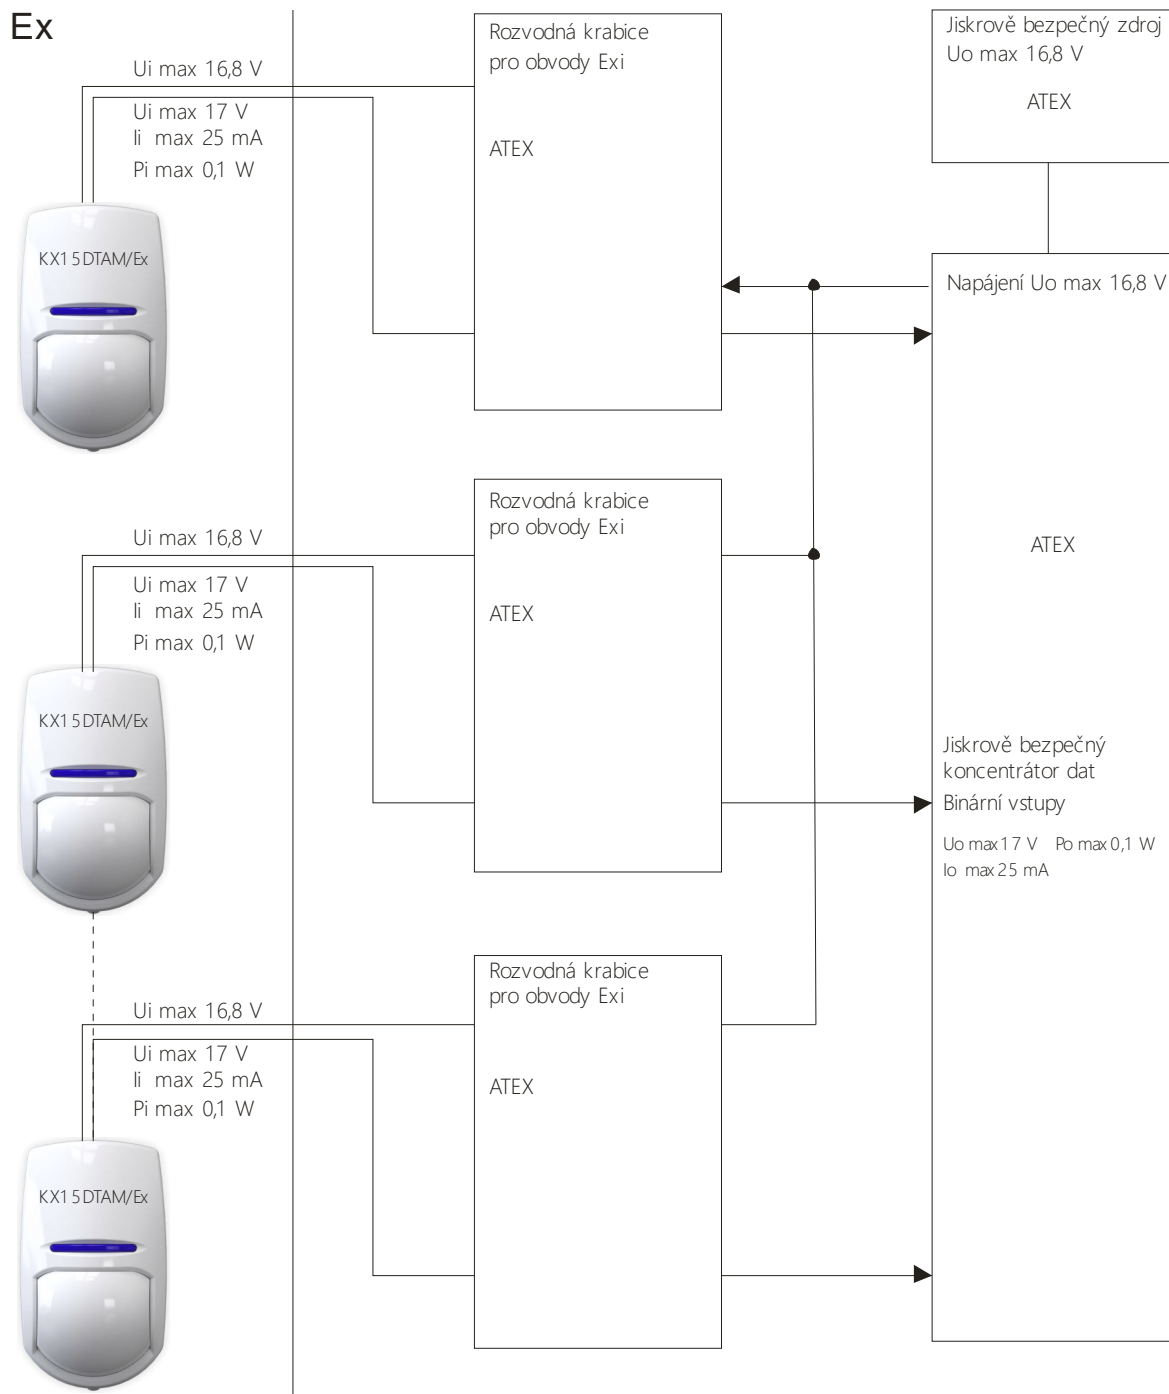 Ex
Ui max 16,8 V
Ui max 17 V
Ii max 25 mA
Pi max 0,1 W
KX15DTAM/Ex
Rozvodná krabice
pro obvody Exi
ATEX
Jiskrově bezpečný zdroj
Uo max 16,8 V
ATEX
Napájení Uo max 16,8 V
Ui max 16,8 V
Ui max 17 V
Ii max 25 mA
Pi max 0,1 W
KX15DTAM/Ex
Rozvodná krabice
pro obvody Exi
ATEX
ATEX
Jiskrově bezpečný
koncentrátor dat
Binární vstupy
Uo max 17 V Po max 0,1 W
Io max 25 mA
Ui max 16,8 V
Ui max 17 V
Ii max 25 mA
Pi max 0,1 W
KX15DTAM/Ex
Rozvodná krabice
pro obvody Exi
ATEX